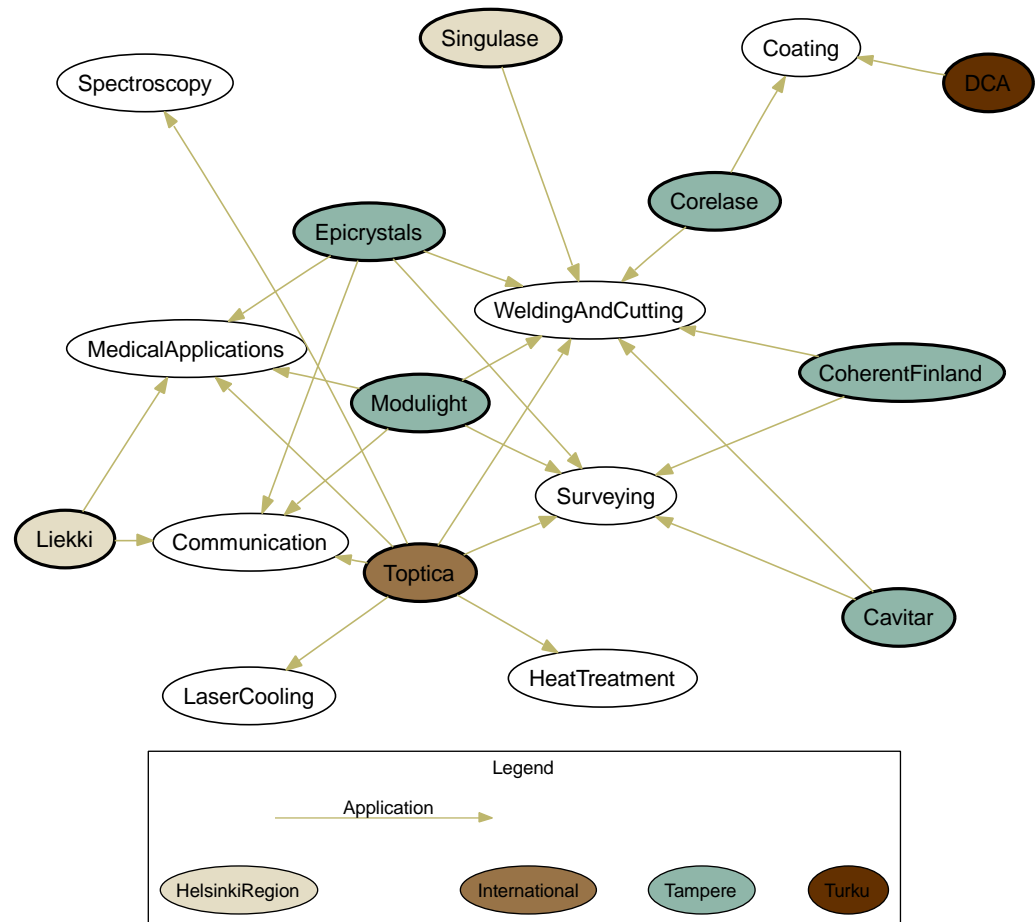 Singulase
Coating
Spectroscopy
DCA
Corelase
Epicrystals
WeldingAndCutting
MedicalApplications
CoherentFinland
Modulight
Surveying
Liekki
Communication
Toptica
Cavitar
HeatTreatment
LaserCooling
Legend
Application
HelsinkiRegion
International
Tampere
Turku